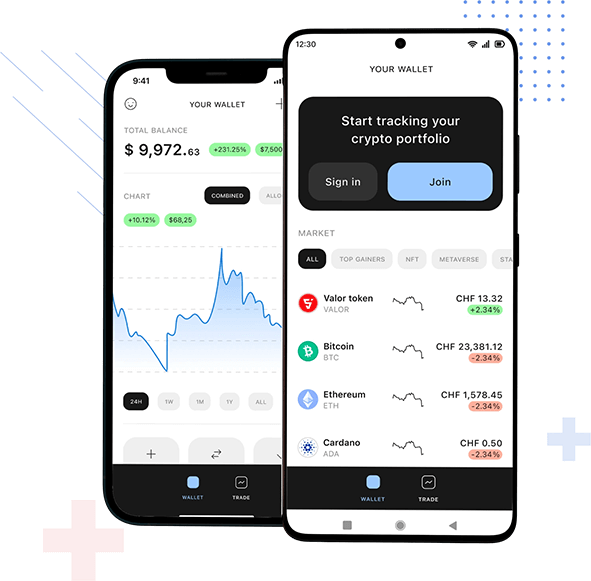 9:41
YOUR WALLET
TOTAL BALANCE
$ 9,972.63 +231.25% $7,500
CHART COMBINED ALLO
+10.12% $68,25
24H 1W 1M 1Y ALL
WALLET TRADE
12:30
YOUR WALLET
Start tracking your
crypto portfolio
Sign in Join
MARKET
ALL TOP GAINERS NFT METAVERSE STA
Valor token CHF 13.32
VALOR +2.34%
Bitcoin CHF 23,381.12
BTC -2.34%
Ethereum CHF 1,578.45
ETH -2.34%
Cardano CHF 0.50
ADA -2.34%
WALLET TRADE